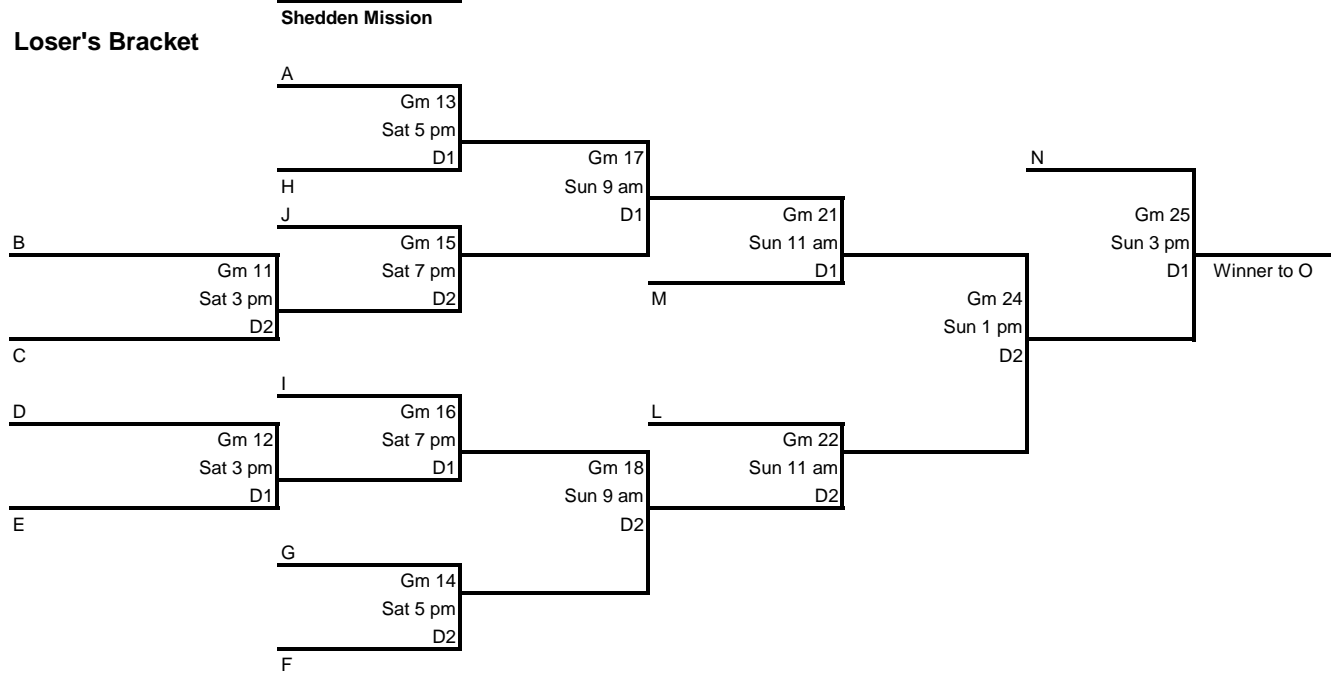 Shedden Mission
Loser's Bracket
A
Gm 13
Sat 5 pm
D1
Gm 17
N
H
Sun 9 am
J
D1
Gm 21
Gm 25
B
Gm 15
Sun 11 am
Sun 3 pm
Gm 11
Sat 7 pm
D1
D1
Winner to O
Sat 3 pm
D2
M
Gm 24
D2
Sun 1 pm
C
D2
I
D
Gm 16
L
Gm 12
Sat 7 pm
Gm 22
Sat 3 pm
D1
Gm 18
Sun 11 am
D1
Sun 9 am
D2
E
D2
G
Gm 14
Sat 5 pm
D2
F